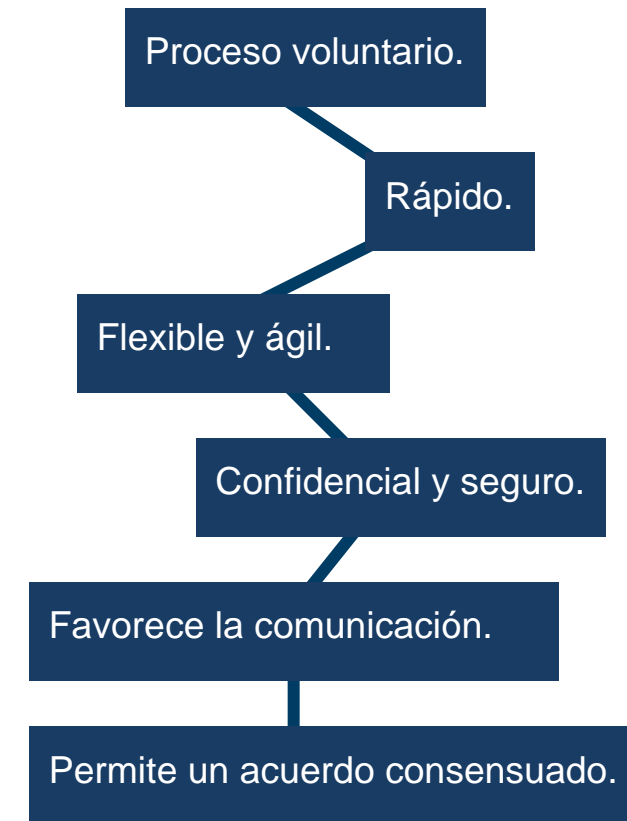 Proceso voluntario.
Rápido.
Flexible y ágil.
Confidencial y seguro.
Favorece la comunicación.
Permite un acuerdo consensuado.